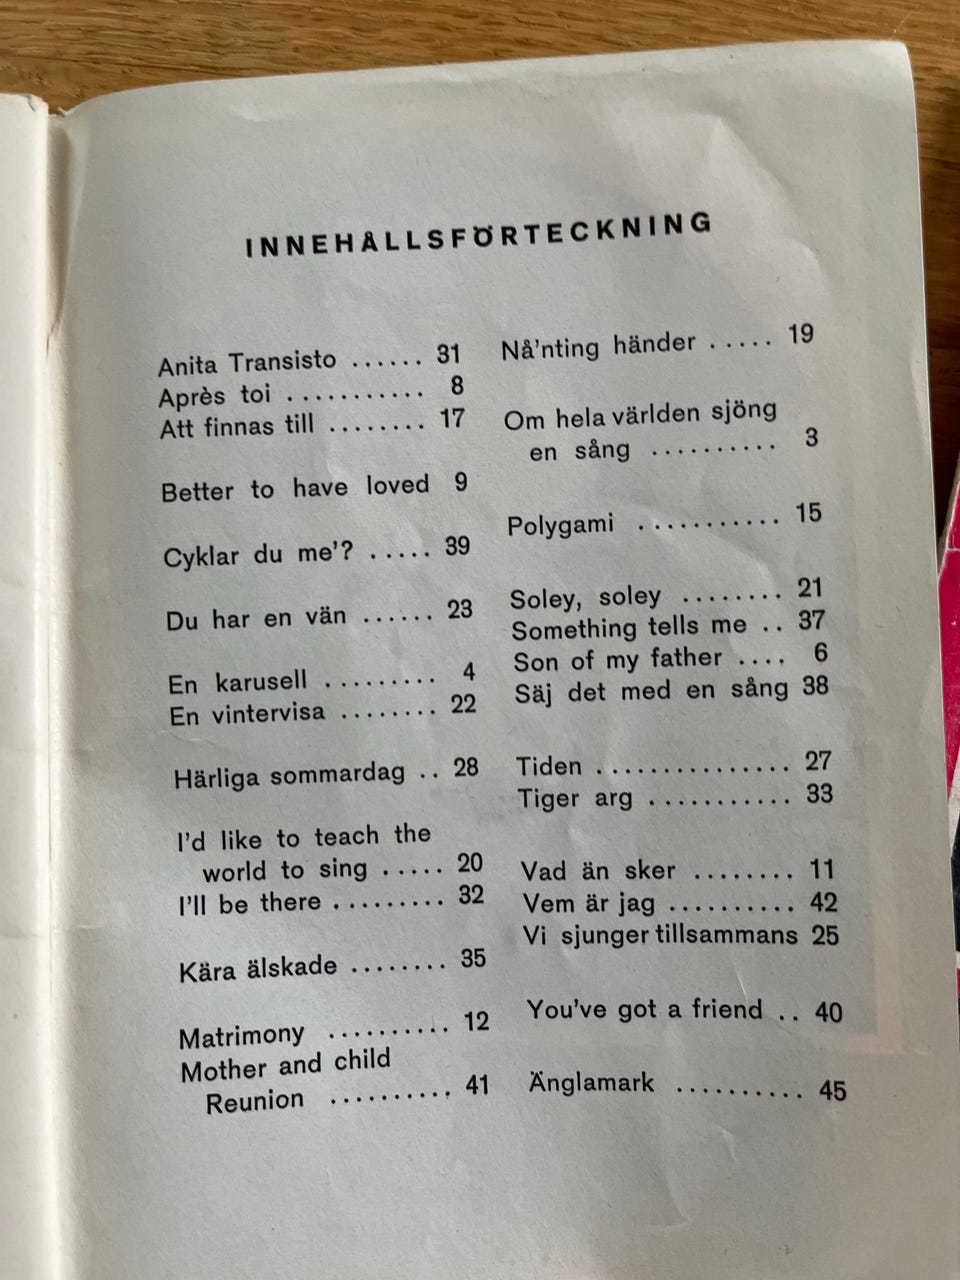 INNEHÅLLSFÖRTECKNING
Anita Transisto ...... 31
Après toi ........... 8
Att finnas till ........ 17
Better to have loved 9
Cyklar du me'? ..... 39
Du har en vän ...... 23
En karusell ......... 4
En vintervisa ........ 22
Härliga sommardag .. 28
I'd like to teach the
world to sing ..... 20
I'll be there ......... 32
Kära älskade ........ 35
Matrimony .......... 12
Mother and child
Reunion .......... 41
Nå'nting händer ..... 19
Om hela världen sjöng
en sång .......... 3
Polygami ........... 15
Soley, soley ........ 21
Something tells me .. 37
Son of my father .... 6
Säj det med en sång 38
Tiden ............... 27
Tiger arg ........... 33
Vad än sker ........ 11
Vem är jag .......... 42
Vi sjunger tillsammans 25
You've got a friend .. 40
Änglamark .......... 45